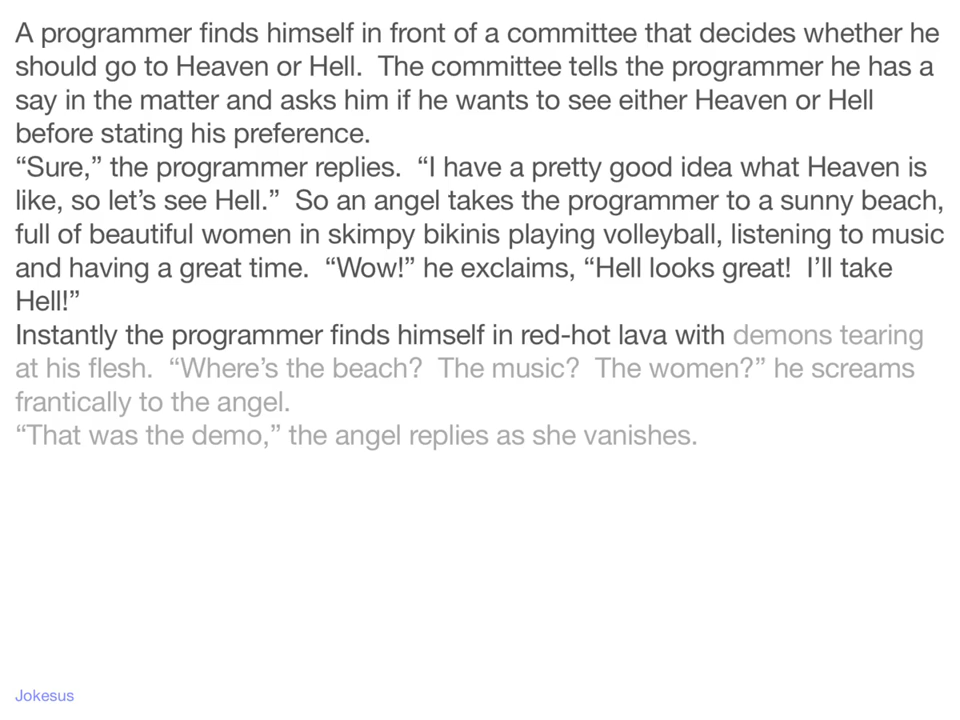 A programmer finds himself in front of a committee that decides whether he
should go to Heaven or Hell.  The committee tells the programmer he has a
say in the matter and asks him if he wants to see either Heaven or Hell
before stating his preference.
“Sure,” the programmer replies.  “I have a pretty good idea what Heaven is
like, so let’s see Hell.”  So an angel takes the programmer to a sunny beach,
full of beautiful women in skimpy bikinis playing volleyball, listening to music
and having a great time.  “Wow!” he exclaims, “Hell looks great!  I’ll take
Hell!”
Instantly the programmer finds himself in red-hot lava with demons tearing
at his flesh.  “Where’s the beach?  The music?  The women?” he screams
frantically to the angel.
“That was the demo,” the angel replies as she vanishes.
Jokesus